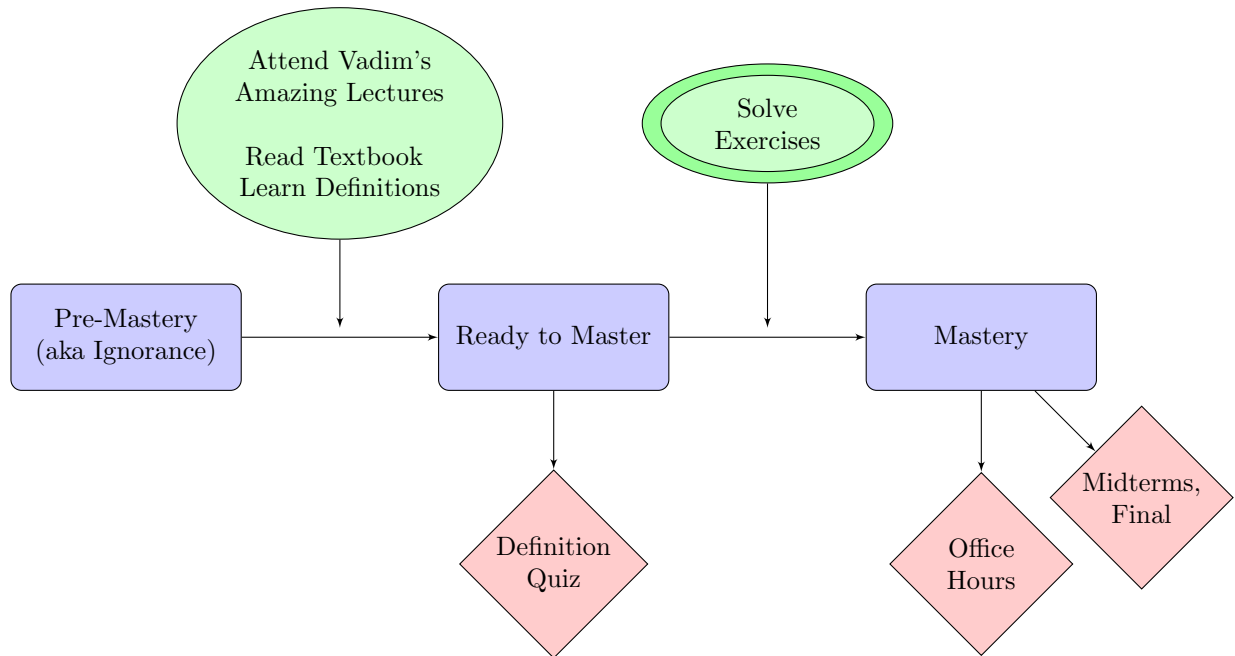 Attend Vadim's
Amazing Lectures
Read Textbook
Learn Definitions
Solve
Exercises
Pre-Mastery
(aka Ignorance)
Ready to Master
Mastery
Definition
Quiz
Office
Hours
Midterms,
Final